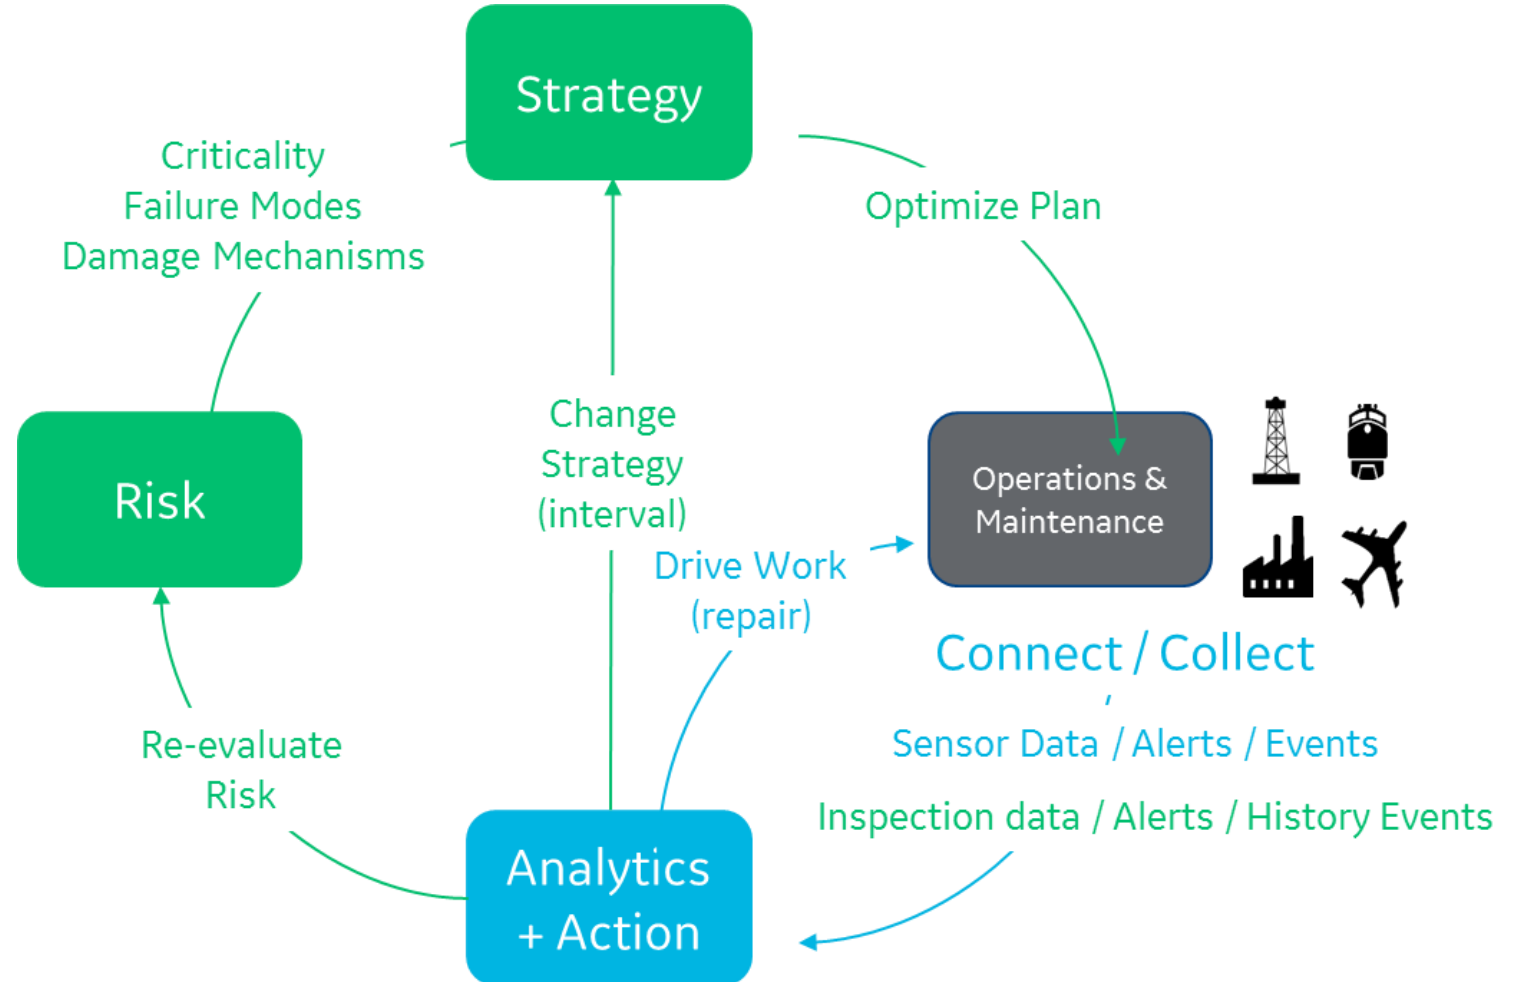 Strategy
Criticality
Failure Modes
Damage Mechanisms
Optimize Plan
Risk
Change
Strategy
(interval)
Operations &
Maintenance
Drive Work
(repair)
Connect / Collect
Sensor Data / Alerts / Events
Inspection data / Alerts / History Events
Re-evaluate
Risk
Analytics
+ Action